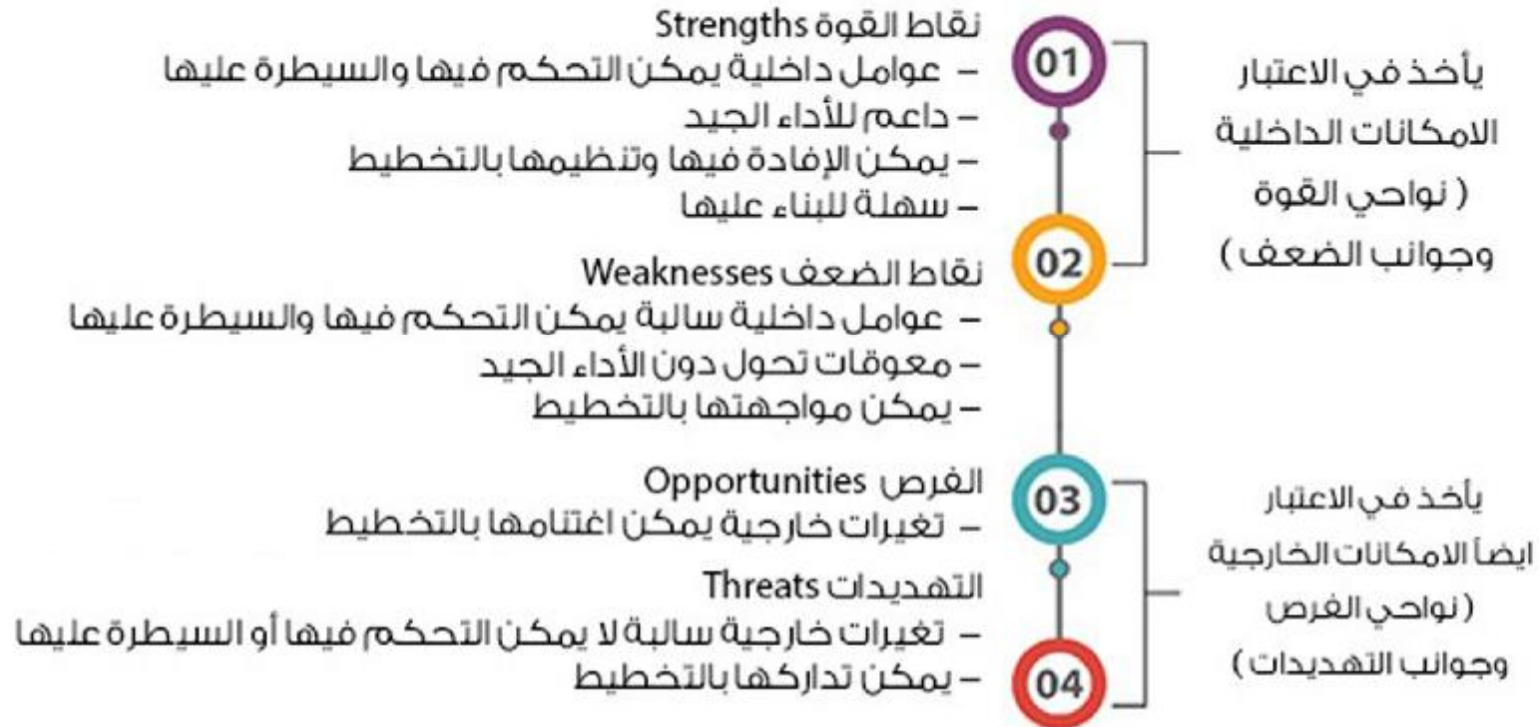 يأخذ في الاعتبار
الامكانات الداخلية
( نواحي القوة
وجوانب الضعف )
01
نقاط القوة Strengths
– عوامل داخلية يمكن التحكم فيها والسيطرة عليها
– داعم للأداء الجيد
– يمكن الإفادة فيها وتنظيمها بالتخطيط
– سهلة للبناء عليها
02
نقاط الضعف Weaknesses
– عوامل داخلية سالبة يمكن التحكم فيها والسيطرة عليها
– معوقات تحول دون الأداء الجيد
– يمكن مواجهتها بالتخطيط
يأخذ في الاعتبار
ايضاً الامكانات الخارجية
( نواحي الفرص
وجوانب التهديدات )
03
الفرص Opportunities
– تغيرات خارجية يمكن اغتنامها بالتخطيط
04
التهديدات Threats
– تغيرات خارجية سالبة لا يمكن التحكم فيها أو السيطرة عليها
– يمكن تداركها بالتخطيط